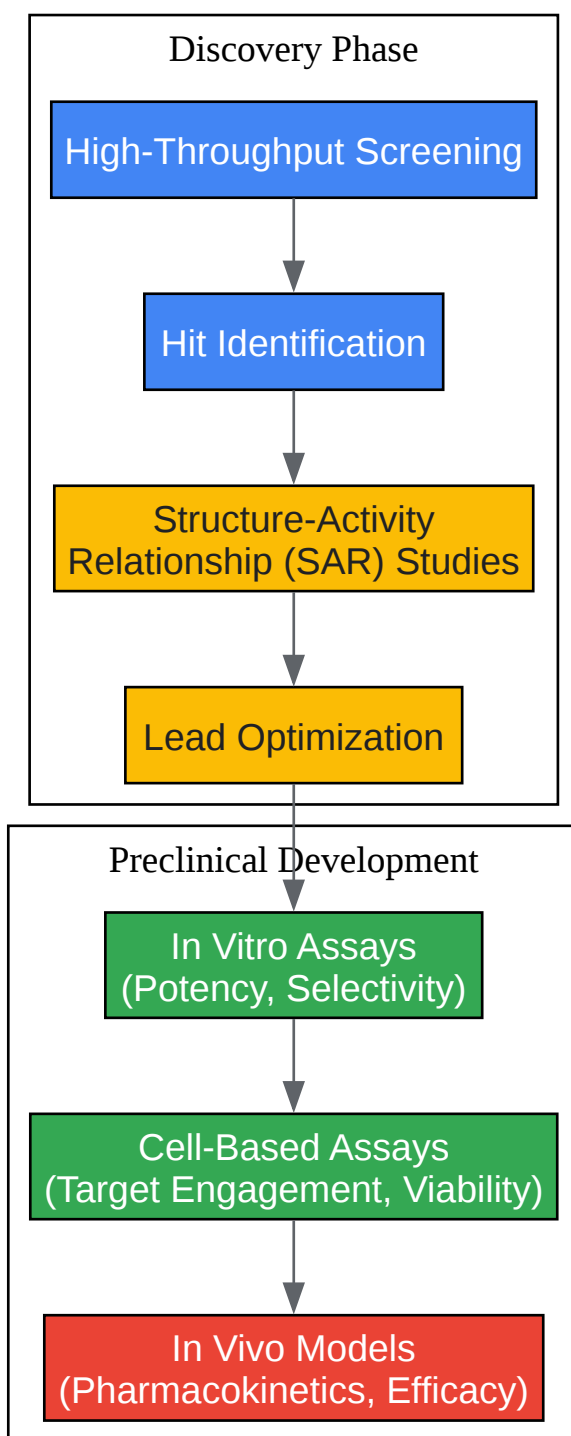 Discovery Phase
High-Throughput Screening
Hit Identification
Structure-Activity
Relationship (SAR) Studies
Lead Optimization
Preclinical Development
In Vitro Assays
(Potency, Selectivity)
Cell-Based Assays
(Target Engagement, Viability)
In Vivo Models
(Pharmacokinetics, Efficacy)